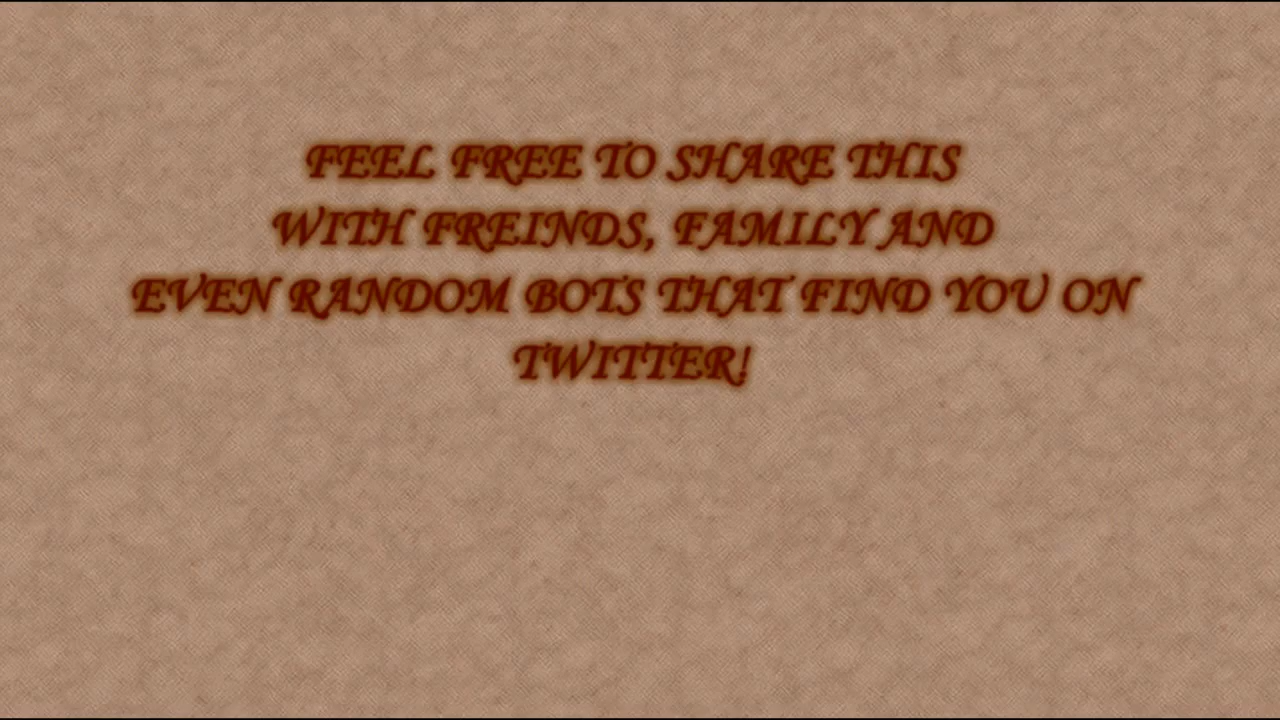 FEEL FREE TO SHARE THIS
WITH FREINDS, FAMILY AND
EVEN RANDOM BOTS THAT FIND YOU ON
TWITTER!